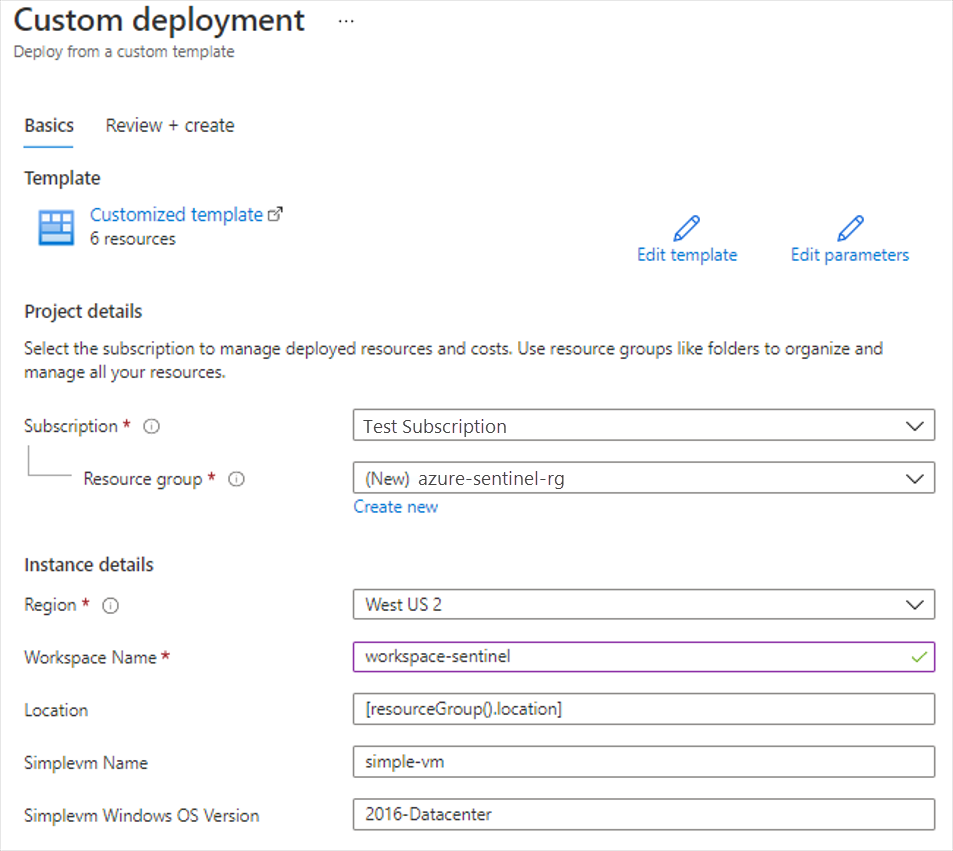 Custom deployment ...
Deploy from a custom template
Basics Review + create
Template
Customized template
6 resources
Edit template Edit parameters
Project details
Select the subscription to manage deployed resources and costs. Use resource groups like folders to organize and
manage all your resources.
Subscription * Test Subscription
Resource group * (New) azure-sentinel-rg
Create new
Instance details
Region * West US 2
Workspace Name * workspace-sentinel
Location [resourceGroup().location]
Simplevm Name simple-vm
Simplevm Windows OS Version 2016-Datacenter